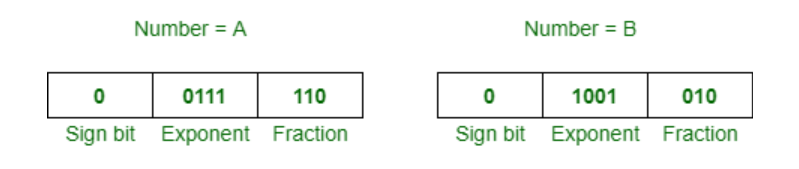 Number = A
0 0111 110
Sign bit Exponent Fraction
Number = B
0 1001 010
Sign bit Exponent Fraction